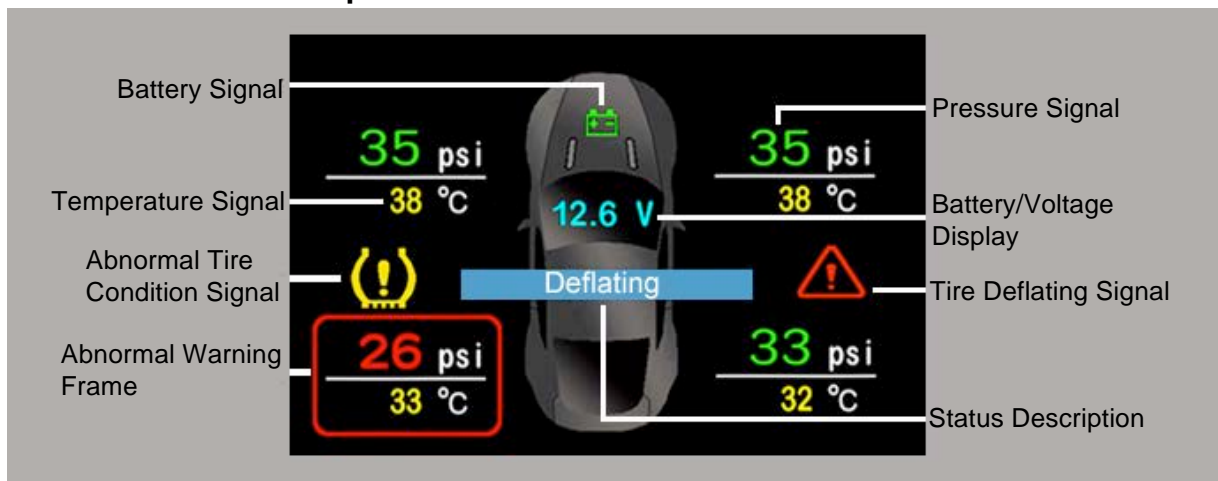 Battery Signal
Temperature Signal
Abnormal Tire
Condition Signal
Abnormal Warning
Frame
35 psi
38 °C
26 psi
33 °C
12.6 V
Deflating
35 psi
38 °C
33 psi
32 °C
Pressure Signal
Battery/Voltage
Display
Tire Deflating Signal
Status Description